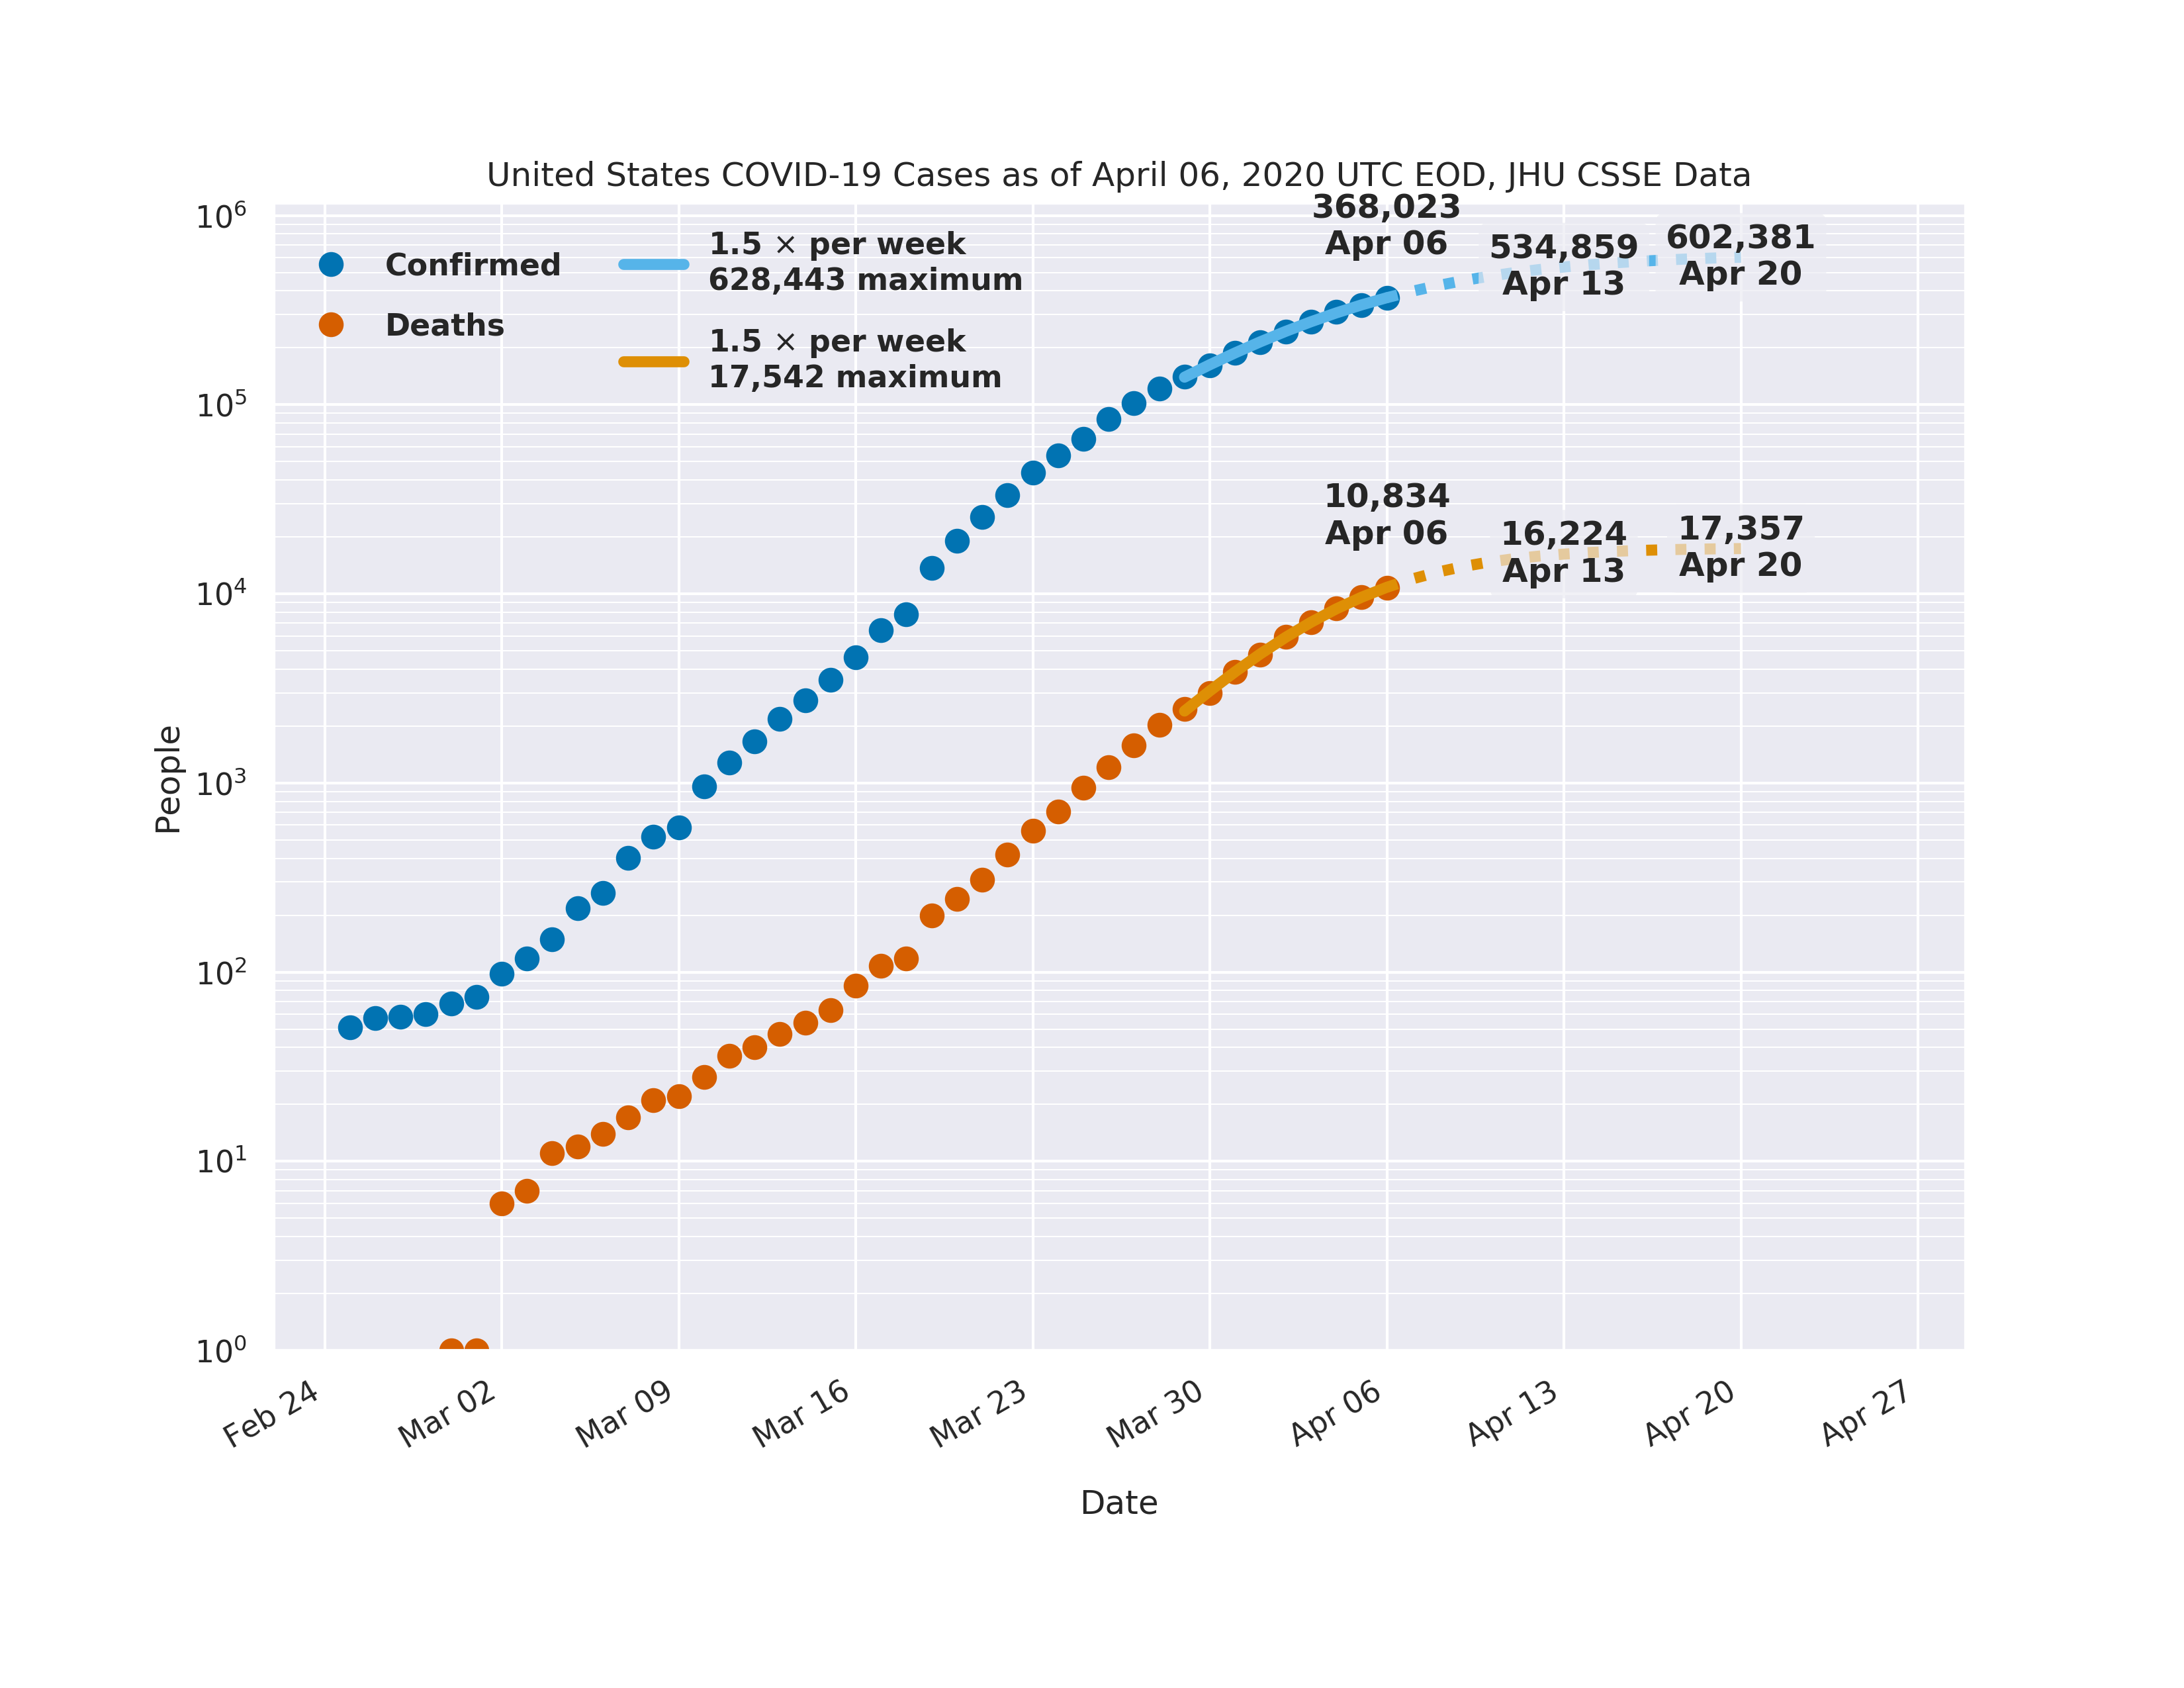 United States COVID-19 Cases as of April 06, 2020 UTC EOD, JHU CSSE Data
Confirmed
Deaths
1.5 × per week
628,443 maximum
1.5 × per week
17,542 maximum
368,023
Apr 06
534,859
Apr 13
602,381
Apr 20
10,834
Apr 06
16,224
Apr 13
17,357
Apr 20
People
10⁶
10⁵
10⁴
10³
10²
10¹
10⁰
Feb 24
Mar 02
Mar 09
Mar 16
Mar 23
Mar 30
Apr 06
Apr 13
Apr 20
Apr 27
Date